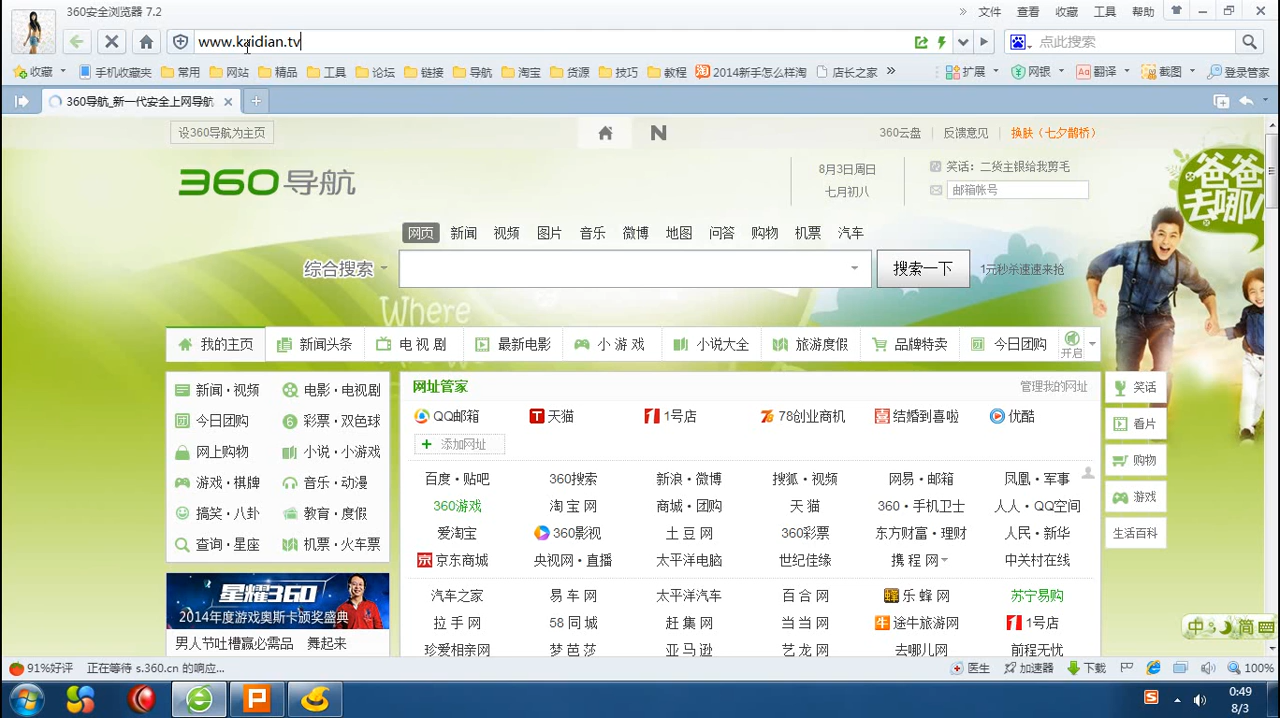 360安全浏览器 7.2
» 文件 查看 收藏 工具 帮助
www.kaidian.tv
点此搜索
收藏 手机收藏夹 常用 网站 精品 工具 论坛 链接 导航 淘宝 货源 技巧 教程 2014新手怎么样淘 店长之家 » 扩展 网银 翻译 截图 登录管家
360导航_新一代安全上网导航
设360导航为主页
N
360云盘 反馈意见 换肤（七夕鹊桥）
360导航
8月3日周日
七月初八
笑话：二货主银给我剪毛
邮箱帐号
爸爸去哪儿
网页 新闻 视频 图片 音乐 微博 地图 问答 购物 机票 汽车
综合搜索
搜索一下
1元秒杀速速来抢
Where
我的主页 新闻头条 电视剧 最新电影 小游戏 小说大全 旅游度假 品牌特卖 今日团购 开启
新闻·视频 电影·电视剧
今日团购 彩票·双色球
网上购物 小说·小游戏
游戏·棋牌 音乐·动漫
搞笑·八卦 教育·度假
查询·星座 机票·火车票
星耀360
2014年度游戏奥斯卡颁奖盛典
男人节吐槽赢必需品 舞起来
网址管家 管理我的网址
QQ邮箱 天猫 1号店 78创业商机 结婚到喜啦 优酷
添加网址
百度·贴吧 360搜索 新浪·微博 搜狐·视频 网易·邮箱 凤凰·军事
360游戏 淘宝网 商城·团购 天猫 360·手机卫士 人人·QQ空间
爱淘宝 360影视 土豆网 360彩票 东方财富·理财 人民·新华
京东商城 央视网·直播 太平洋电脑 世纪佳缘 携程网 中关村在线
汽车之家 易车网 太平洋汽车 百合网 乐蜂网 苏宁易购
拉手网 58同城 赶集网 当当网 途牛旅游网 1号店
珍爱相亲网 梦芭莎 亚马逊 艺龙网 去哪儿网 前程无忧
笑话
看片
购物
游戏
生活百科
中 简
91%好评 正在等待 s.360.cn 的响应... 医生 加速器 下载 100%
0:49
8/3